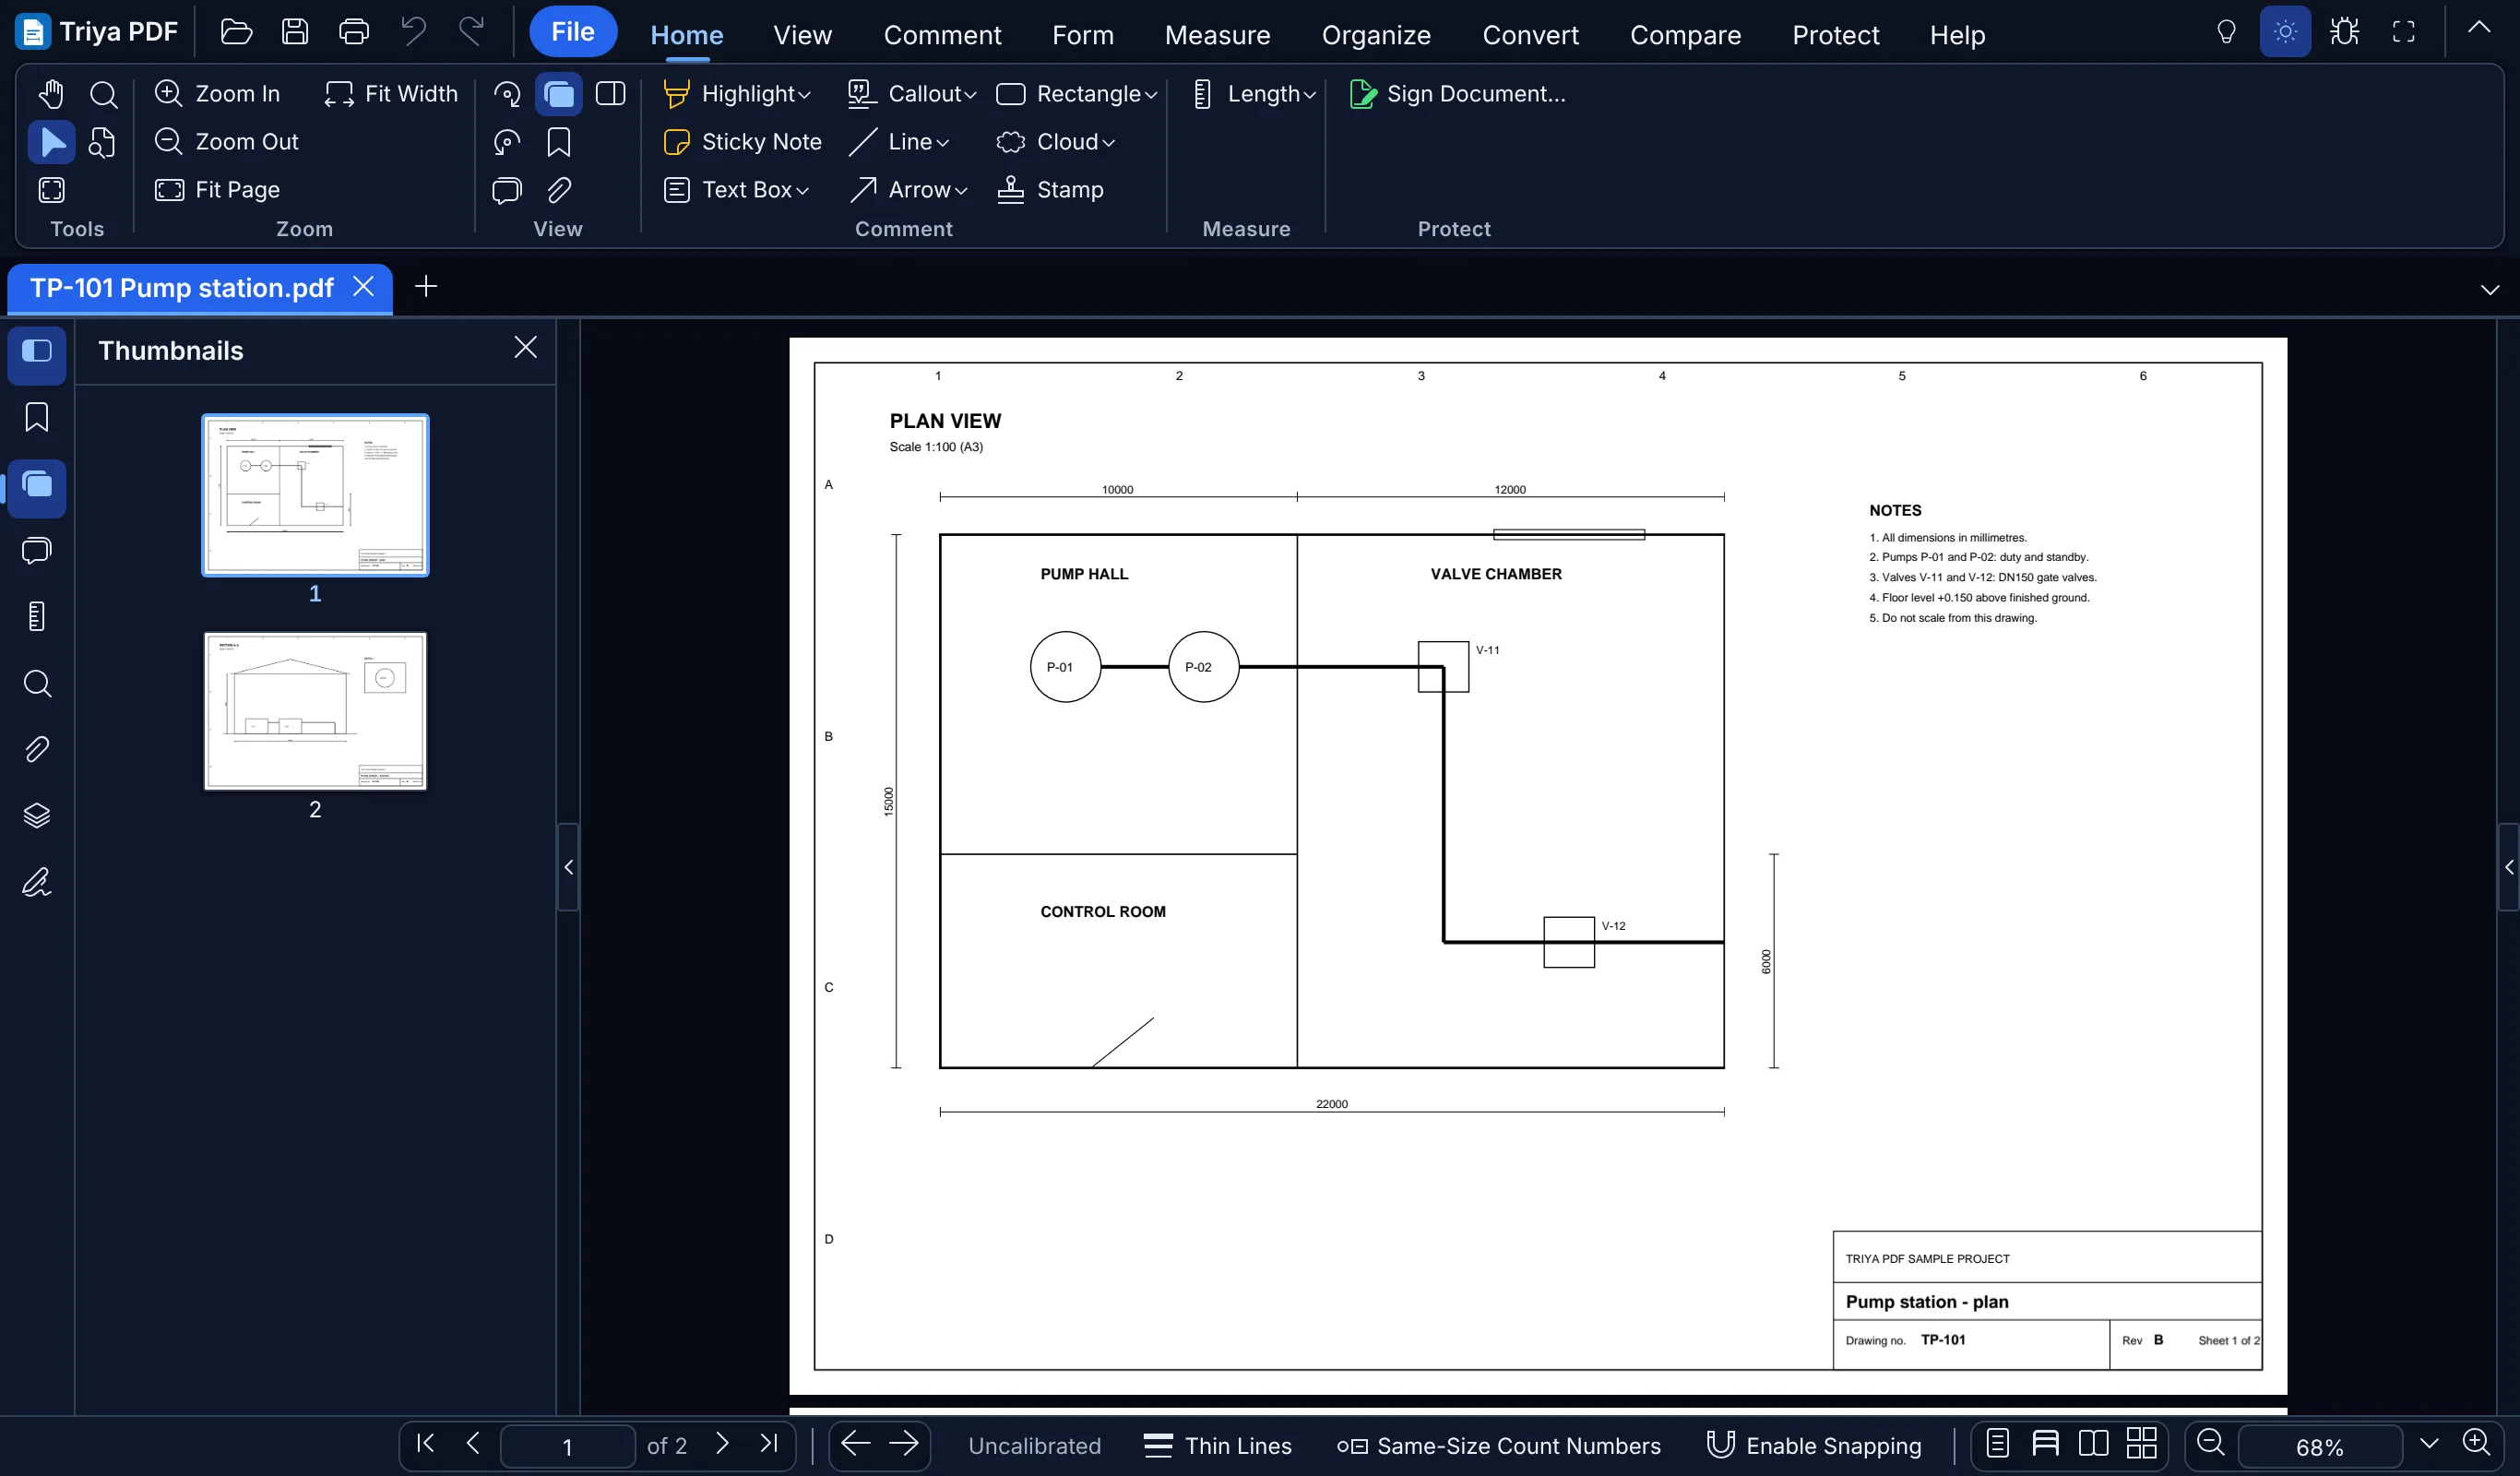 Triya PDF
File Home View Comment Form Measure Organize Convert Compare Protect Help
Zoom In Fit Width
Zoom Out
Fit Page
Highlight Callout Rectangle
Sticky Note Line Cloud
Text Box Arrow Stamp
Length
Sign Document...
Tools Zoom View Comment Measure Protect
TP-101 Pump station.pdf
Thumbnails
1
2
1 2 3 4 5 6
PLAN VIEW
Scale 1:100 (A3)
A
10000 12000
NOTES
1. All dimensions in millimetres.
2. Pumps P-01 and P-02: duty and standby.
3. Valves V-11 and V-12: DN150 gate valves.
4. Floor level +0.150 above finished ground.
5. Do not scale from this drawing.
PUMP HALL VALVE CHAMBER
P-01 P-02 V-11
B
15000
CONTROL ROOM
V-12
6000
C
22000
D
TRIYA PDF SAMPLE PROJECT
Pump station - plan
Drawing no. TP-101 Rev B Sheet 1 of 2
1 of 2 Uncalibrated Thin Lines Same-Size Count Numbers Enable Snapping 68%